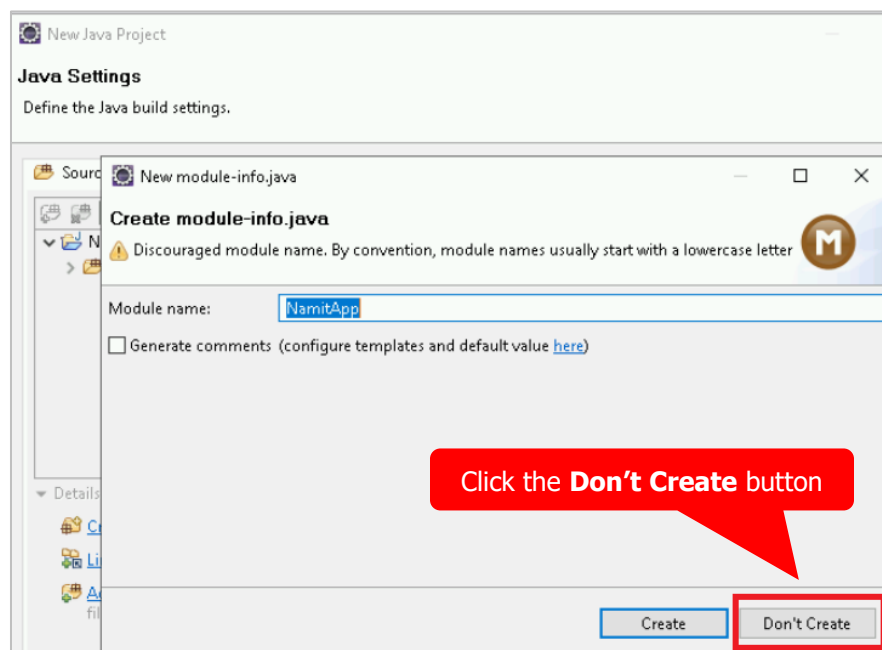 New Java Project
Java Settings
Define the Java build settings.
Sourc
New module-info.java
Create module-info.java
Discouraged module name. By convention, module names usually start with a lowercase letter
M
N
Module name:
NamitApp
Generate comments (configure templates and default value here)
Click the Don't Create button
Details
Cr
Li
A
fil
Create
Don't Create